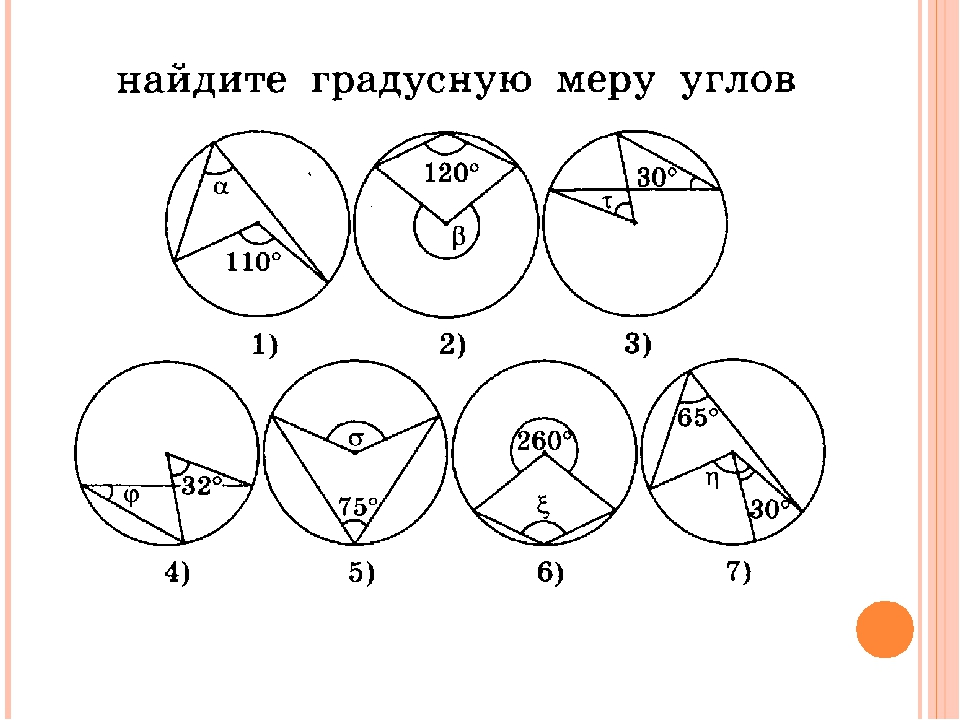 найдите градусную меру углов
α 120° 30°
110° β τ
1) 2) 3)
φ 32° σ 75° 260° ξ 65° η 30°
4) 5) 6) 7)